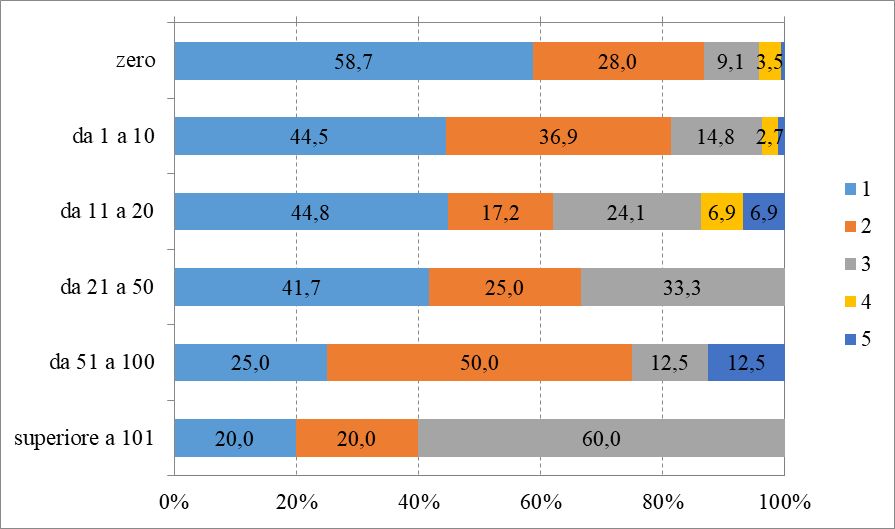 zero 58,7 28,0 9,1 3,5
da 1 a 10 44,5 36,9 14,8 2,7
da 11 a 20 44,8 17,2 24,1 6,9 6,9
da 21 a 50 41,7 25,0 33,3
da 51 a 100 25,0 50,0 12,5 12,5
superiore a 101 20,0 20,0 60,0
0% 20% 40% 60% 80% 100%
1
2
3
4
5